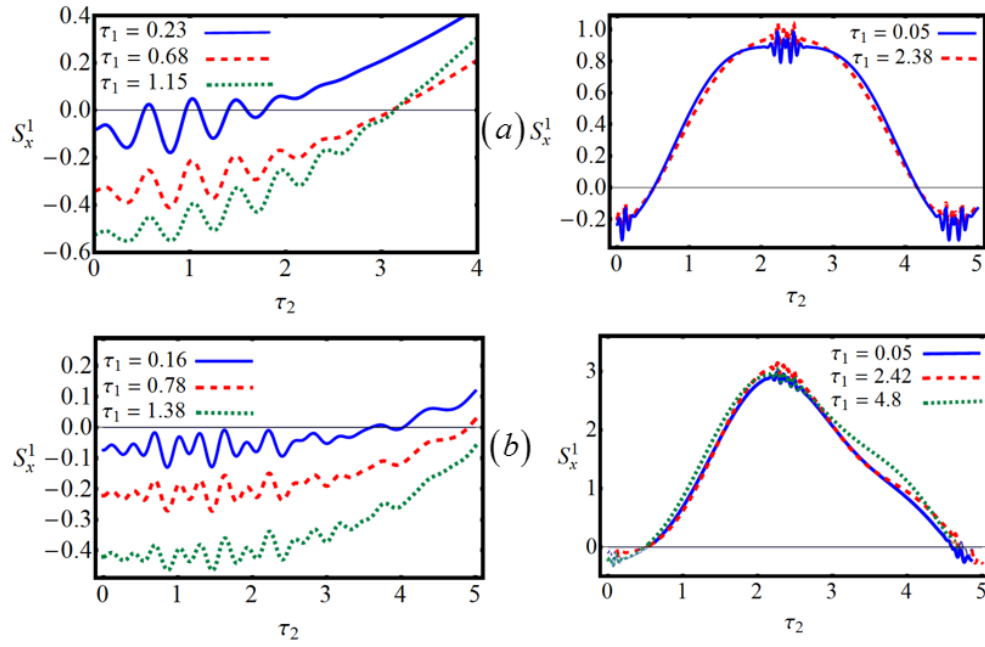 0.4
0.2
0.0
−0.2
−0.4
−0.6
S_x^1
τ₁ = 0.23
τ₁ = 0.68
τ₁ = 1.15
0 1 2 3 4
τ₂
(a)
1.0
0.8
0.6
0.4
0.2
0.0
−0.2
S_x^1
τ₁ = 0.05
τ₁ = 2.38
0 1 2 3 4 5
τ₂
0.2
0.1
0.0
−0.1
−0.2
−0.3
−0.4
S_x^1
τ₁ = 0.16
τ₁ = 0.78
τ₁ = 1.38
0 1 2 3 4 5
τ₂
(b)
3
2
1
0
S_x^1
τ₁ = 0.05
τ₁ = 2.42
τ₁ = 4.8
0 1 2 3 4 5
τ₂